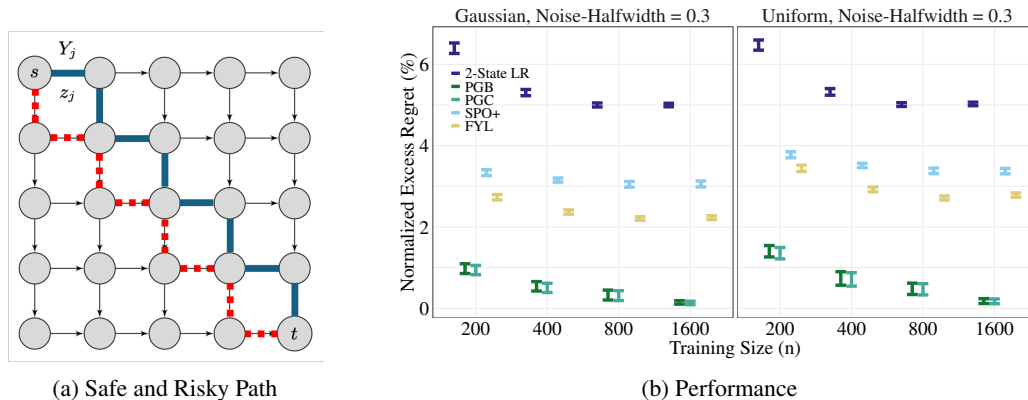 Y_j
s
z_j
t
(a) Safe and Risky Path
Gaussian, Noise-Halfwidth = 0.3
Uniform, Noise-Halfwidth = 0.3
Normalized Excess Regret (%)
6
4
2
0
2-State LR
PGB
PGC
SPO+
FYL
200 400 800 1600
200 400 800 1600
Training Size (n)
(b) Performance